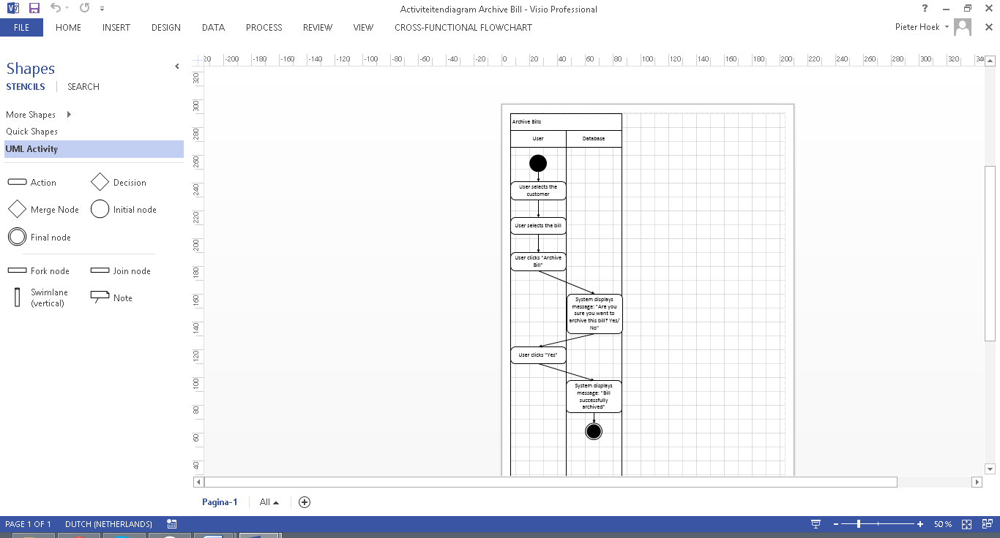 Activiteitendiagram Archive Bill - Visio Professional
?
FILE HOME INSERT DESIGN DATA PROCESS REVIEW VIEW CROSS-FUNCTIONAL FLOWCHART
Pieter Hoek
Shapes
STENCILS SEARCH
More Shapes
Quick Shapes
UML Activity
Action Decision
Merge Node Initial node
Final node
Fork node Join node
Swimlane
(vertical)
Note
20 -200 -180 -160 -140 -120 -100 -80 -60 -40 -20 0 20 40 60 80 100 120 140 160 180 200 220 240 260 280 300 320 340
320
300
280
260
240
220
200
180
160
140
120
100
80
60
40
Archive Bills
User Database
User selects the
customer
User selects the bill
User clicks "Archive
Bill"
System displays
message: "Are you
sure you want to
archive this bill? Yes/
No"
User clicks "Yes"
System displays
message: "Bill
successfully
archived"
Pagina-1 All
PAGE 1 OF 1 DUTCH (NETHERLANDS) 50 %